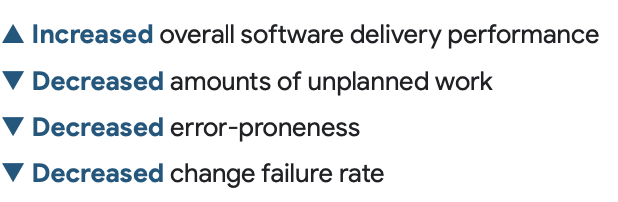 ▲ Increased overall software delivery performance
▼ Decreased amounts of unplanned work
▼ Decreased error-proneness
▼ Decreased change failure rate